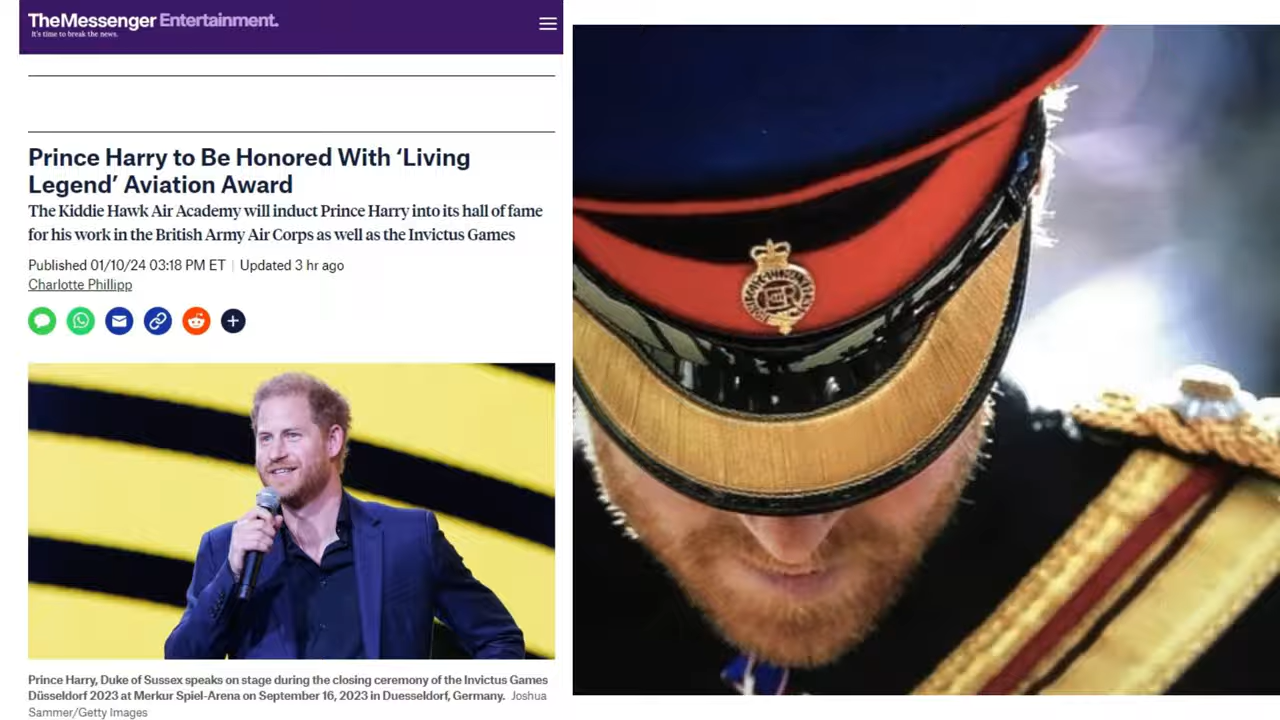 TheMessenger Entertainment.
It's time to break the news.
Prince Harry to Be Honored With ‘Living
Legend’ Aviation Award
The Kiddie Hawk Air Academy will induct Prince Harry into its hall of fame
for his work in the British Army Air Corps as well as the Invictus Games
Published 01/10/24 03:18 PM ET | Updated 3 hr ago
Charlotte Phillipp
Prince Harry, Duke of Sussex speaks on stage during the closing ceremony of the Invictus Games
Düsseldorf 2023 at Merkur Spiel-Arena on September 16, 2023 in Duesseldorf, Germany. Joshua
Sammer/Getty Images